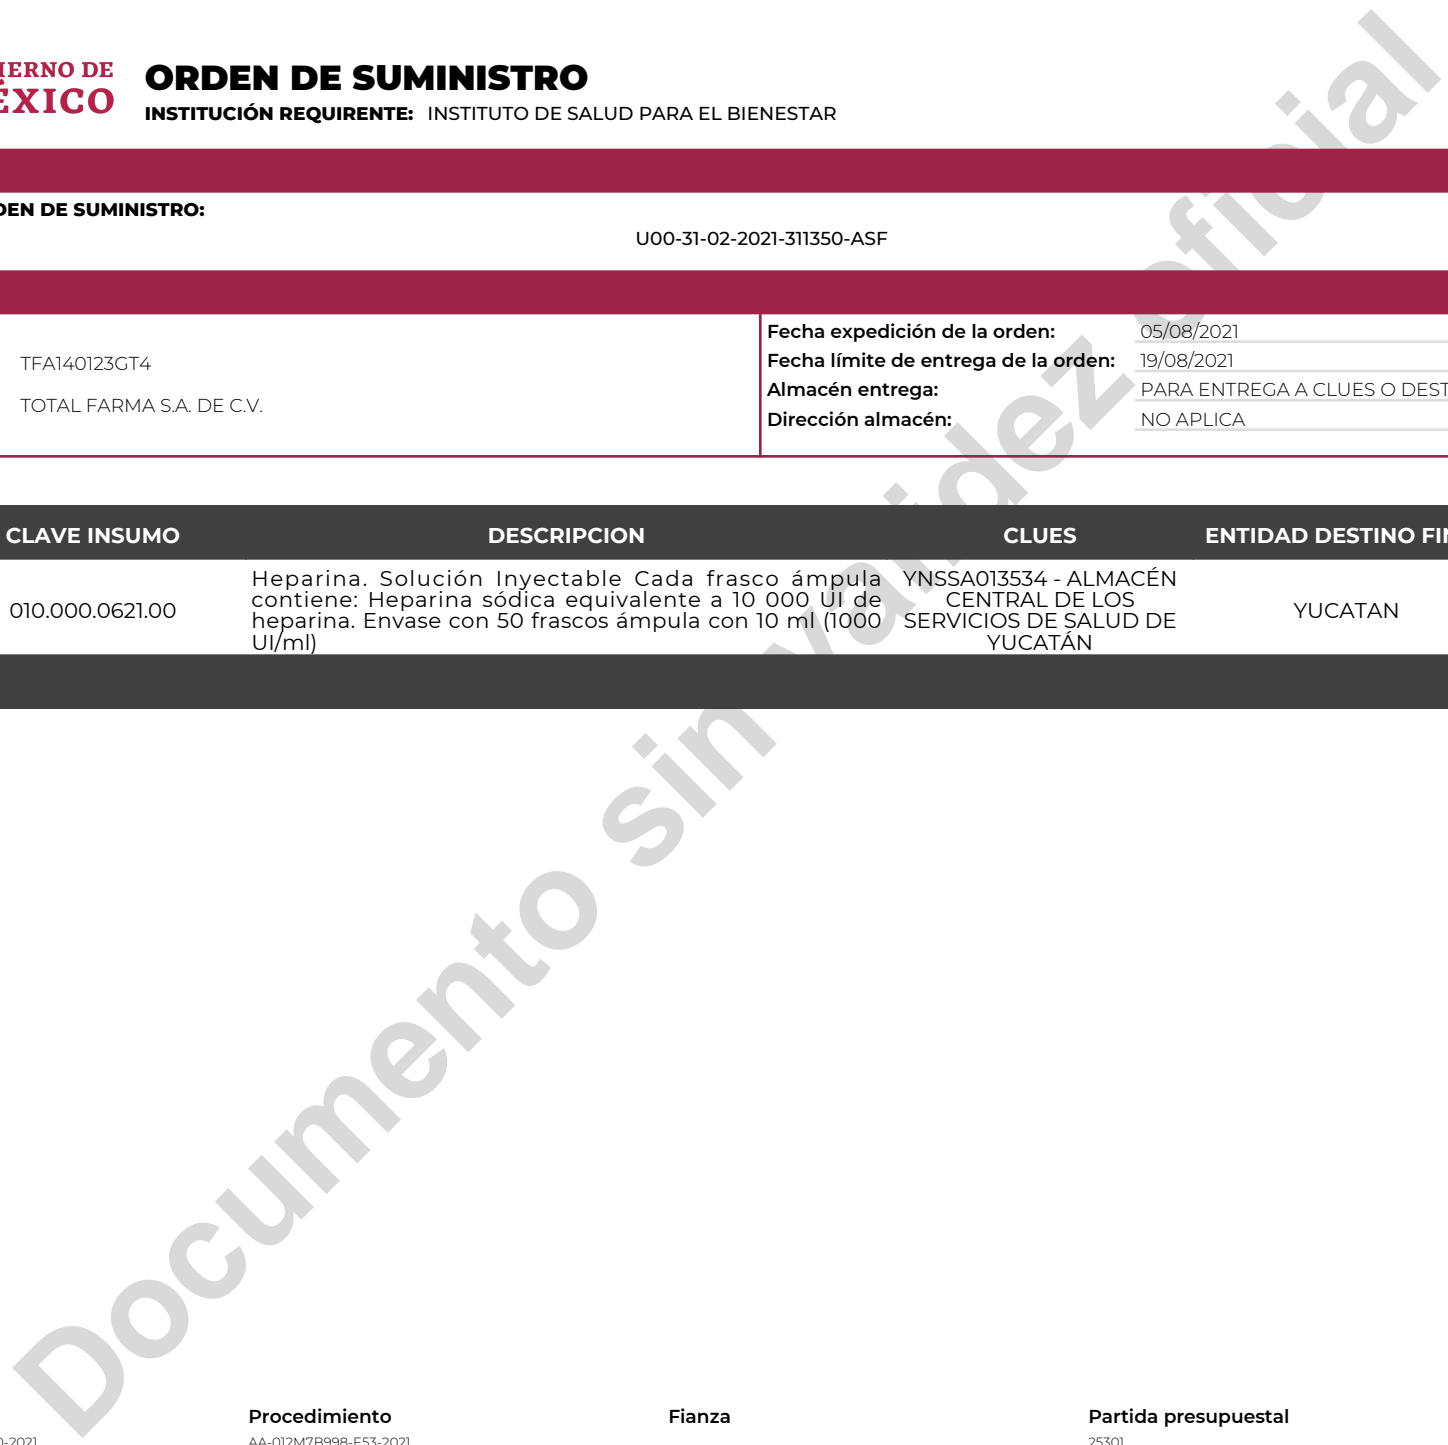 ORDEN DE SUMINISTRO
INSTITUCIÓN REQUIRENTE: INSTITUTO DE SALUD PARA EL BIENESTAR
IERNO DE
ÉXICO
DEN DE SUMINISTRO:
U00-31-02-2021-311350-ASF
TFA140123GT4
TOTAL FARMA S.A. DE C.V.
Fecha expedición de la orden: 05/08/2021
Fecha límite de entrega de la orden: 19/08/2021
Almacén entrega: PARA ENTREGA A CLUES O DEST
Dirección almacén: NO APLICA
CLAVE INSUMO DESCRIPCION CLUES ENTIDAD DESTINO FIN
010.000.0621.00
Heparina. Solución Inyectable Cada frasco ámpula
contiene: Heparina sódica equivalente a 10 000 UI de
heparina. Envase con 50 frascos ámpula con 10 ml (1000
UI/ml)
YNSSA013534 - ALMACÉN
CENTRAL DE LOS
SERVICIOS DE SALUD DE
YUCATÁN
YUCATAN
Documento sin validez oficial
Procedimiento Fianza Partida presupuestal
-2021 AA-012M7B998-E53-2021 25301